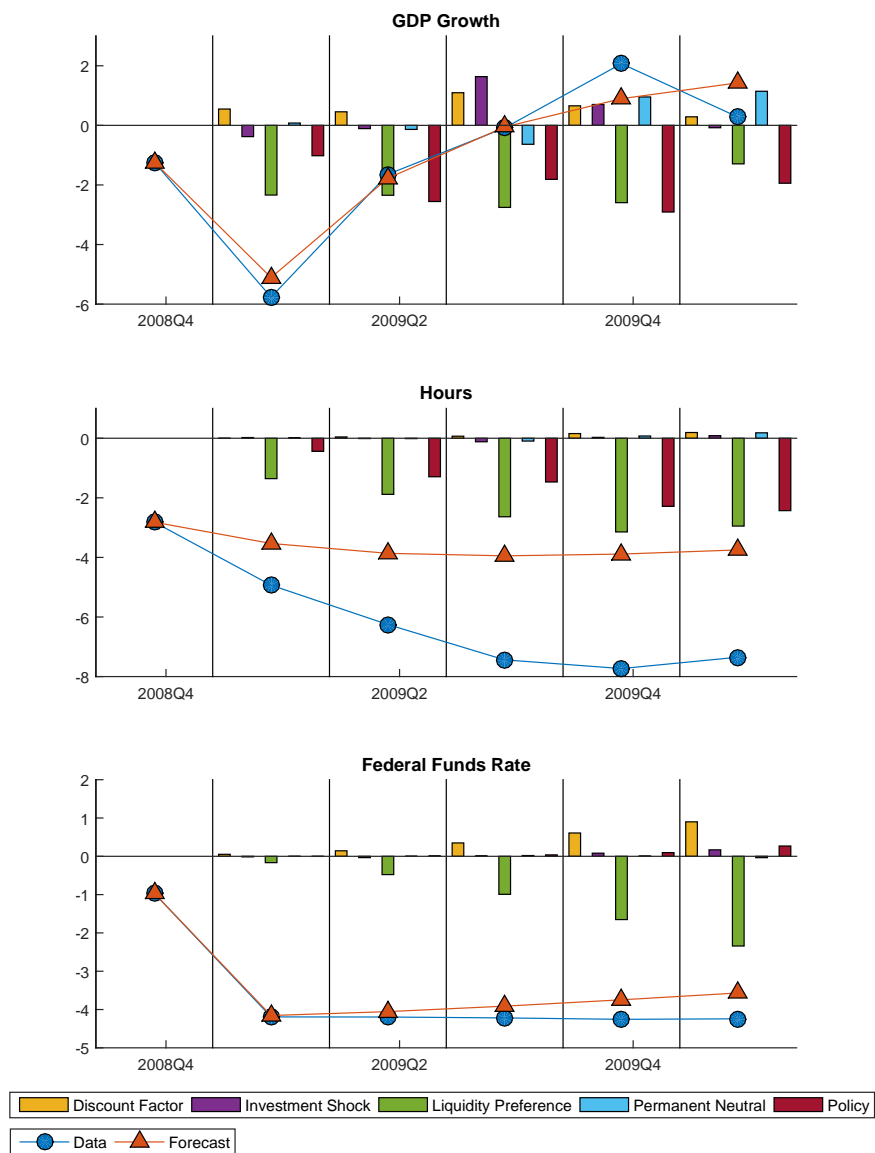 GDP Growth
2
0
-2
-4
-6
2008Q4 2009Q2 2009Q4
Hours
0
-2
-4
-6
-8
2008Q4 2009Q2 2009Q4
Federal Funds Rate
2
1
0
-1
-2
-3
-4
-5
2008Q4 2009Q2 2009Q4
Discount Factor Investment Shock Liquidity Preference Permanent Neutral Policy
Data Forecast